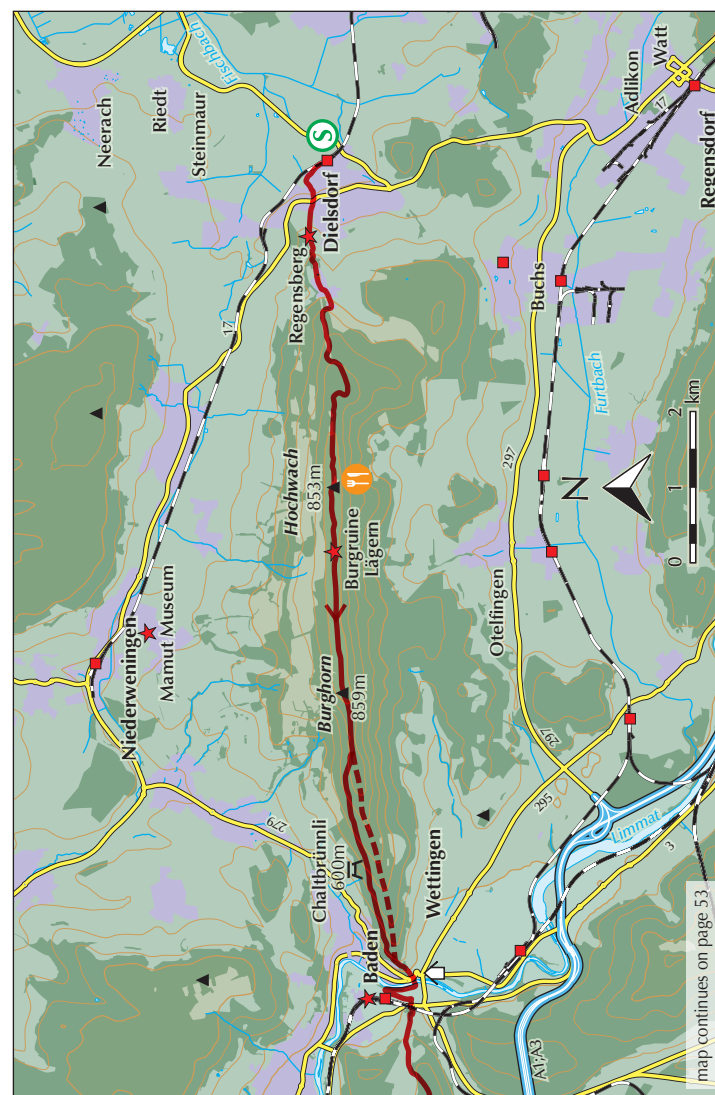 Neerach
Riedt
Steinmaur
Fischbach
S
Watt
Adlikon
17
Regensdorf
Dielsdorf
Regensberg
17
Buchs
Furtbach
Hochwach
853m
Burgruine
Lägern
297
N
0 1 2
km
Otelfingen
Niederweningen
Mamut Museum
Burghorn
859m
279
Chaltbrünnli
600m
297
295
Limmat
3
Wettingen
Baden
A1;A3
map continues on page 53